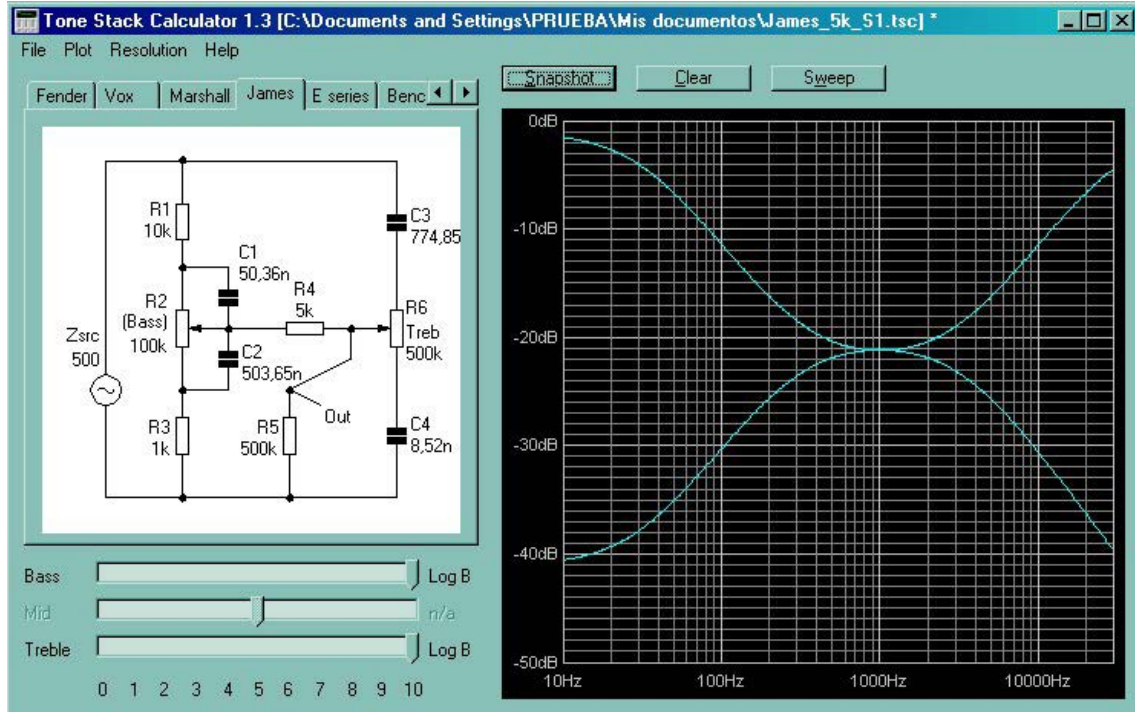 Tone Stack Calculator 1.3 [C:\Documents and Settings\PRUEBA\Mis documentos\James_5k_S1.tsc] *
File Plot Resolution Help
Snapshot Clear Sweep
Fender Vox Marshall James E series Benc
R1
10k
C1
50,36n
R2
(Bass)
100k
R4
5k
C3
774,85
R6
Treb
500k
Zsrc
500
C2
503,65n
R3
1k
R5
500k
Out
C4
8,52n
0dB
-10dB
-20dB
-30dB
-40dB
-50dB
10Hz 100Hz 1000Hz 10000Hz
Bass Log B
Mid n/a
Treble Log B
0 1 2 3 4 5 6 7 8 9 10